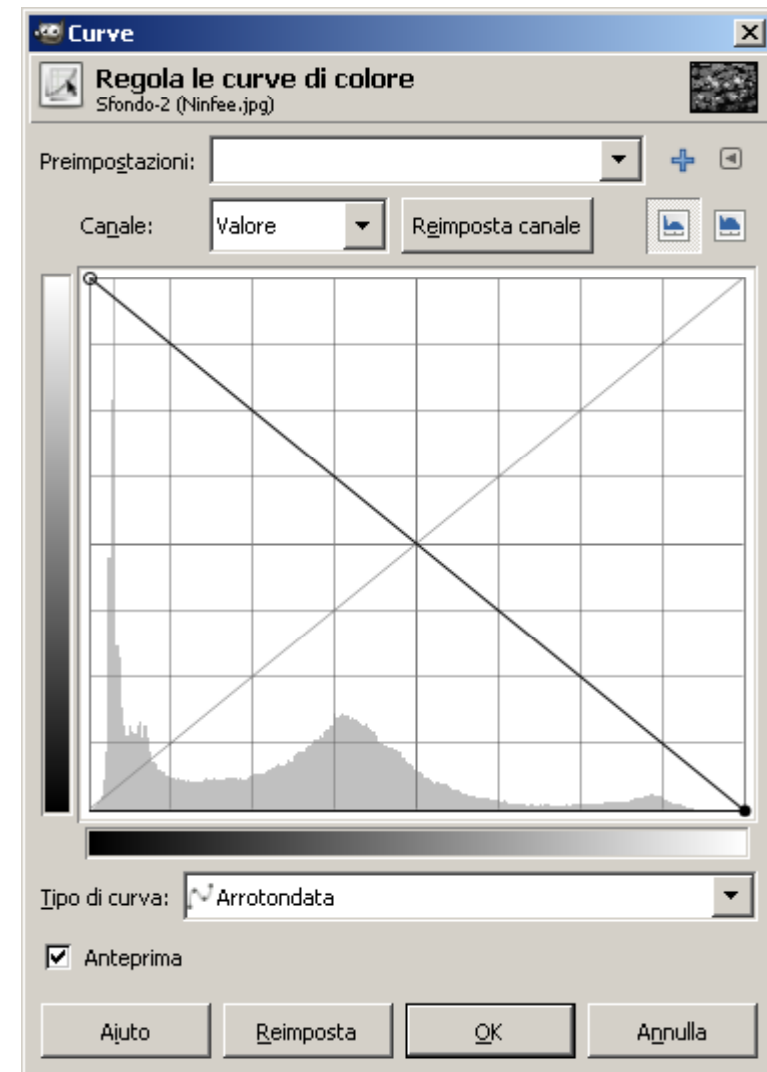 Curve
Regola le curve di colore
Sfondo-2 (Ninfee.jpg)
Preimpostazioni:
Canale: Valore Reimposta canale
Tipo di curva: Arrotondata
Anteprima
Aiuto Reimposta OK Annulla